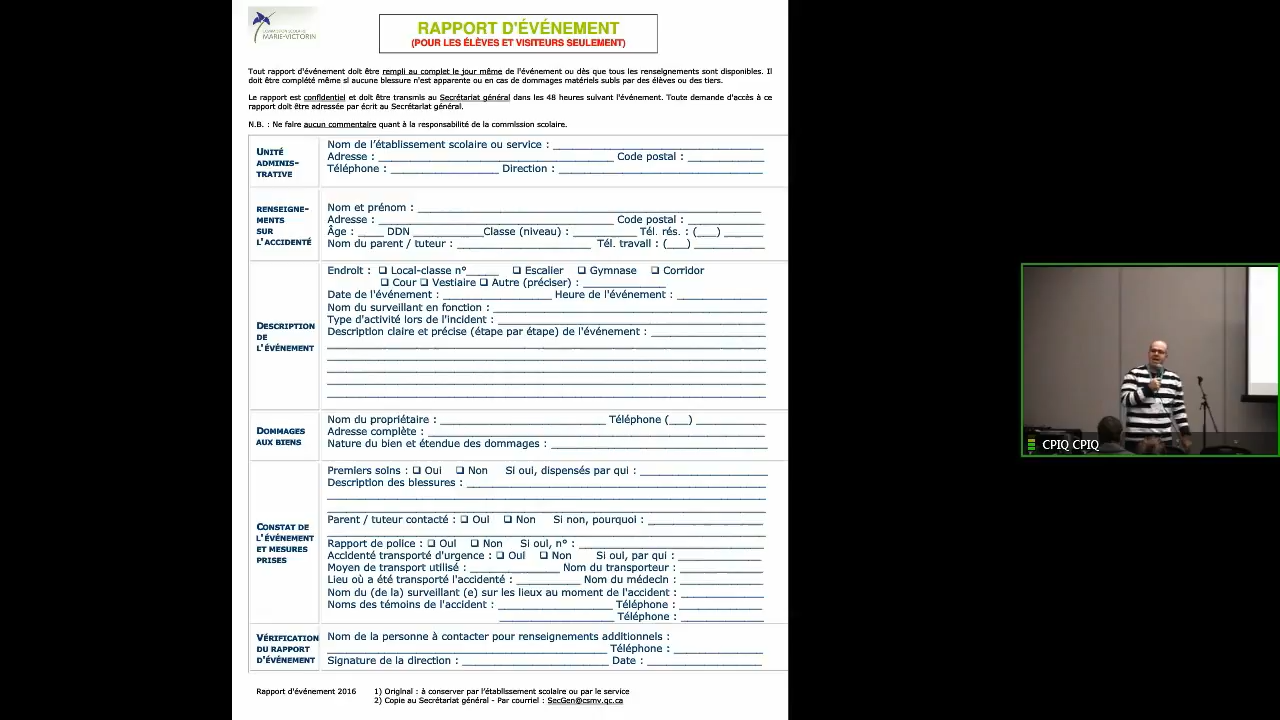 COMMISSION SCOLAIRE
MARIE-VICTORIN
RAPPORT D'ÉVÉNEMENT
(POUR LES ÉLÈVES ET VISITEURS SEULEMENT)
Tout rapport d'événement doit être rempli au complet le jour même de l'événement ou dès que tous les renseignements sont disponibles. Il
doit être complété même si aucune blessure n'est apparente ou en cas de dommages matériels subis par des élèves ou des tiers.
Le rapport est confidentiel et doit être transmis au Secrétariat général dans les 48 heures suivant l'événement. Toute demande d'accès à ce
rapport doit être adressée par écrit au Secrétariat général.
N.B. : Ne faire aucun commentaire quant à la responsabilité de la commission scolaire.
UNITÉ
ADMINIS-
TRATIVE
Nom de l'établissement scolaire ou service :
Adresse : Code postal :
Téléphone : Direction :
RENSEIGNE-
MENTS
SUR
L'ACCIDENTÉ
Nom et prénom :
Adresse : Code postal :
Âge : DDN Classe (niveau) : Tél. rés. : ( )
Nom du parent / tuteur : Tél. travail : ( )
DESCRIPTION
DE
L'ÉVÉNEMENT
Endroit : ❑ Local-classe n° ❑ Escalier ❑ Gymnase ❑ Corridor
❑ Cour ❑ Vestiaire ❑ Autre (préciser) :
Date de l'événement : Heure de l'événement :
Nom du surveillant en fonction :
Type d'activité lors de l'incident :
Description claire et précise (étape par étape) de l'événement :
DOMMAGES
AUX BIENS
Nom du propriétaire : Téléphone ( )
Adresse complète :
Nature du bien et étendue des dommages :
CONSTAT DE
L'ÉVÉNEMENT
ET MESURES
PRISES
Premiers soins : ❑ Oui ❑ Non Si oui, dispensés par qui :
Description des blessures :
Parent / tuteur contacté : ❑ Oui ❑ Non Si non, pourquoi :
Rapport de police : ❑ Oui ❑ Non Si oui, n° :
Accidenté transporté d'urgence : ❑ Oui ❑ Non Si oui, par qui :
Moyen de transport utilisé : Nom du transporteur :
Lieu où a été transporté l'accidenté : Nom du médecin :
Nom du (de la) surveillant (e) sur les lieux au moment de l'accident :
Noms des témoins de l'accident : Téléphone :
Téléphone :
VÉRIFICATION
DU RAPPORT
D'ÉVÉNEMENT
Nom de la personne à contacter pour renseignements additionnels :
Téléphone :
Signature de la direction : Date :
Rapport d'événement 2016 1) Original : à conserver par l'établissement scolaire ou par le service
2) Copie au Secrétariat général - Par courriel : SecGen@csmv.qc.ca
CPIQ CPIQ